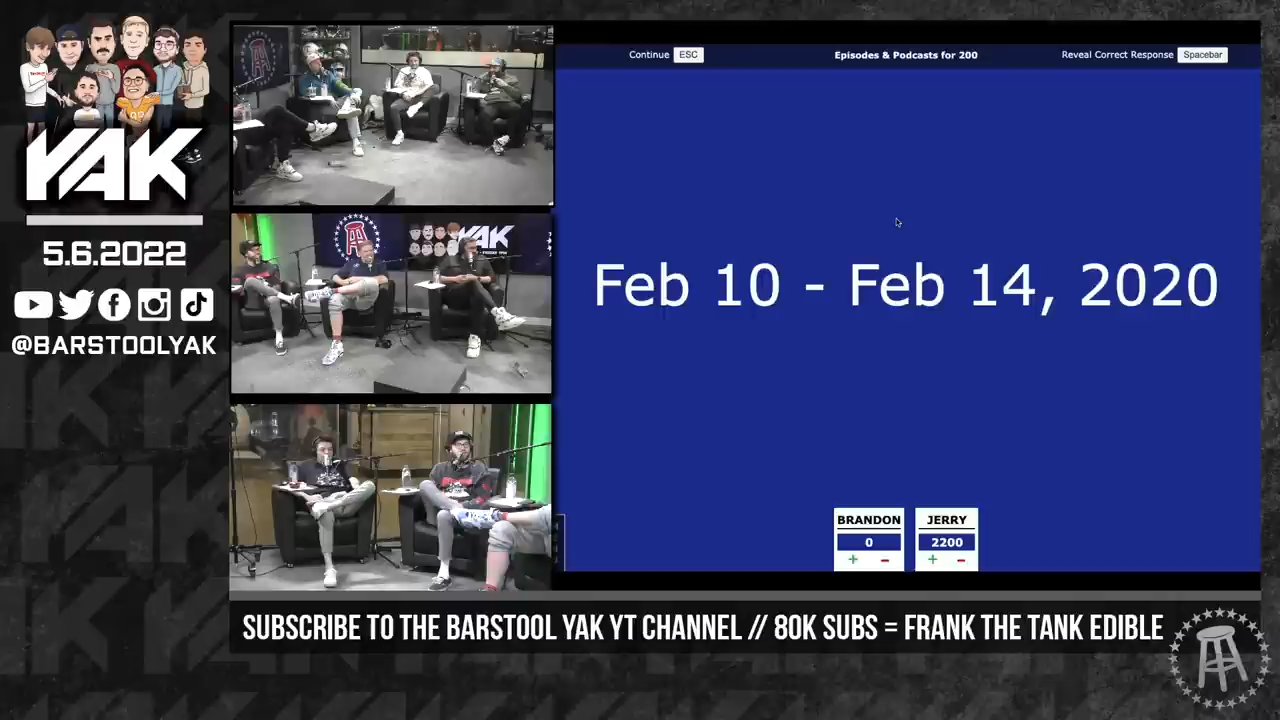 YAK
5.6.2022
@BARSTOOLYAK
Continue ESC
Episodes & Podcasts for 200
Reveal Correct Response Spacebar
Feb 10 - Feb 14, 2020
BRANDON
0
+ −
JERRY
2200
+ −
YAK
SUBSCRIBE TO THE BARSTOOL YAK YT CHANNEL // 80K SUBS = FRANK THE TANK EDIBLE